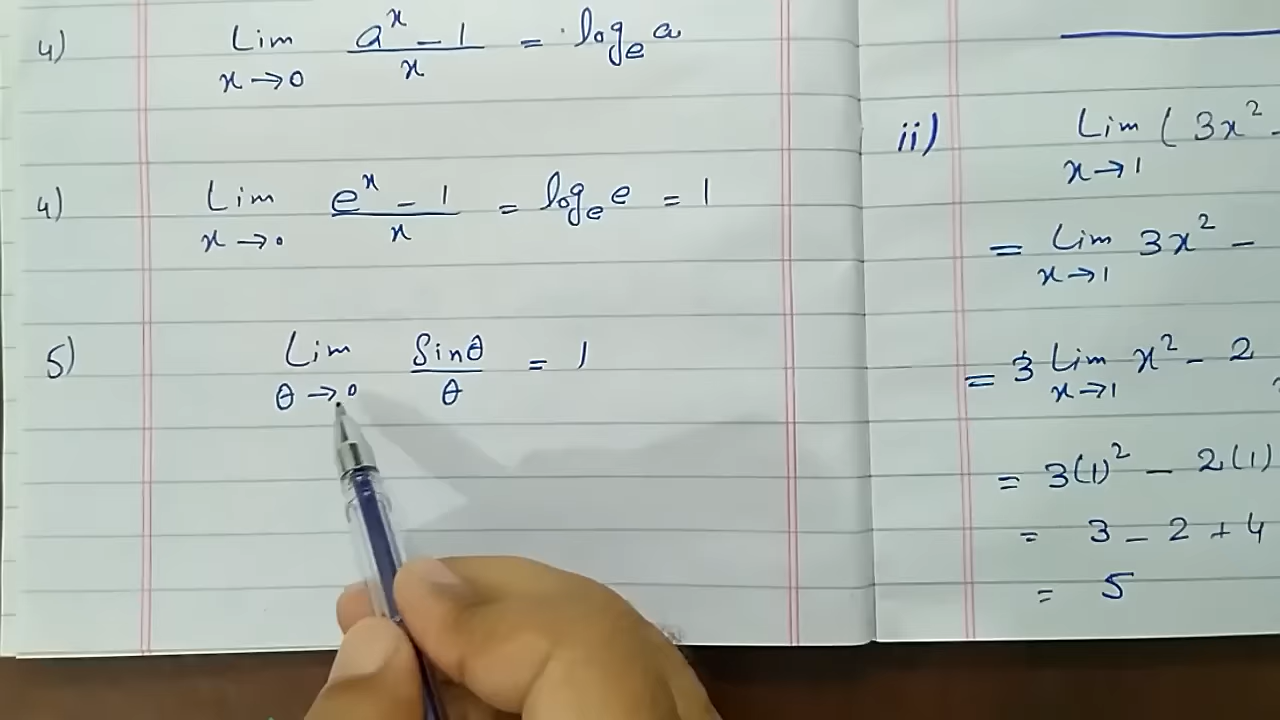 4) Lim x→0 a^x - 1 / x = log_e a
4) Lim x→0 e^x - 1 / x = log_e e = 1
5) Lim θ→0 Sinθ / θ = 1
ii) Lim x→1 ( 3x² -
= Lim x→1 3x² -
= 3 Lim x→1 x² - 2
= 3(1)² - 2(1)
= 3 - 2 + 4
= 5